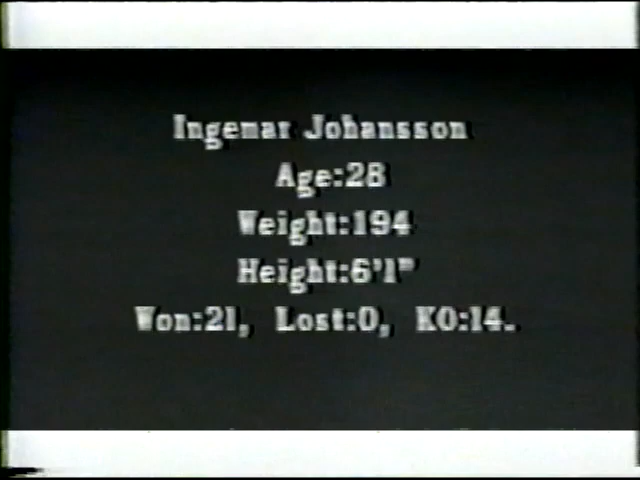 Ingemar Johansson
Age:28
Weight:194
Height:6'1"
Won:21, Lost:0, KO:14.